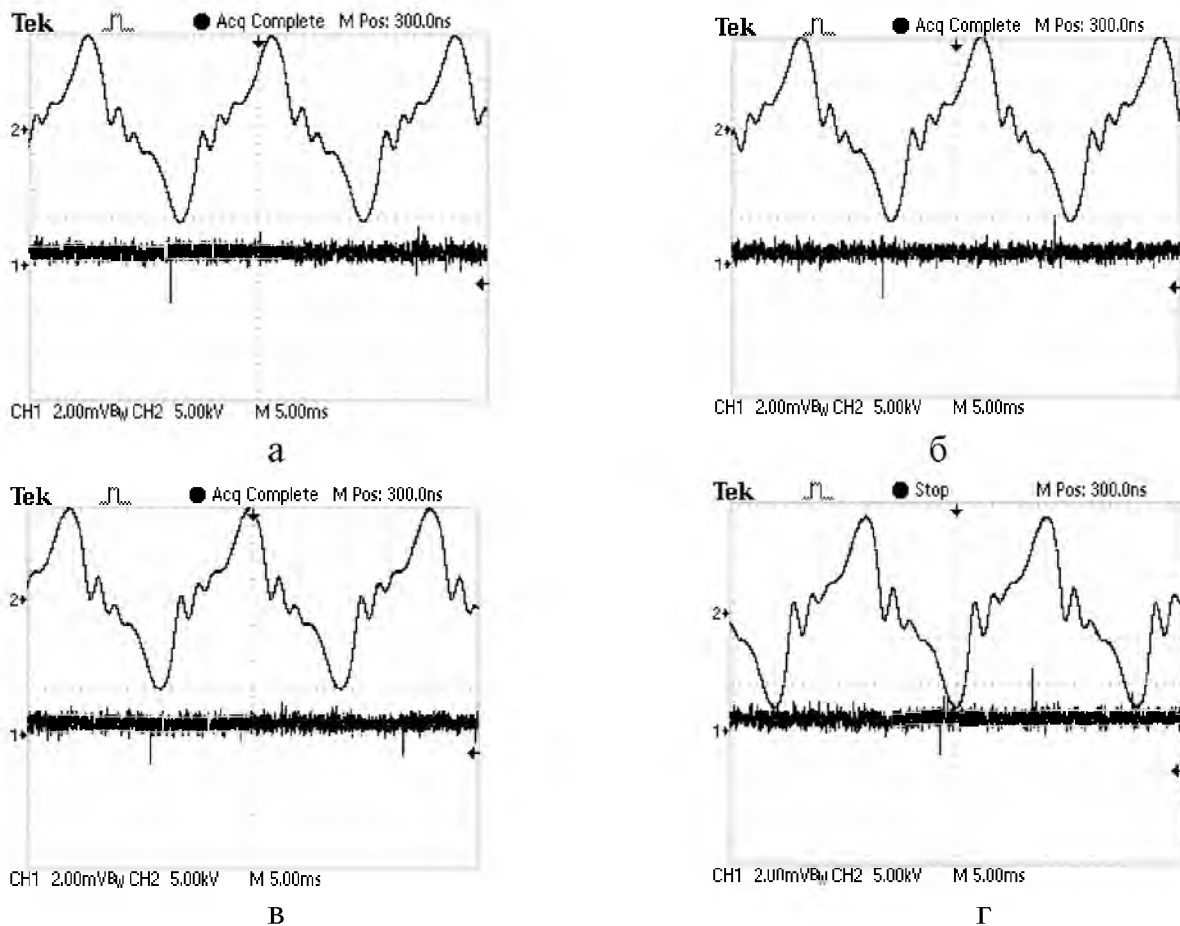 Tek Acq Complete M Pos: 300.0ns
2
1
CH1 2.00mVBw CH2 5.00kV M 5.00ms
а
Tek Acq Complete M Pos: 300.0ns
2
1
CH1 2.00mVBw CH2 5.00kV M 5.00ms
б
Tek Acq Complete M Pos: 300.0ns
2
1
CH1 2.00mVBw CH2 5.00kV M 5.00ms
в
Tek Stop M Pos: 300.0ns
2
1
CH1 2.00mVBw CH2 5.00kV M 5.00ms
г